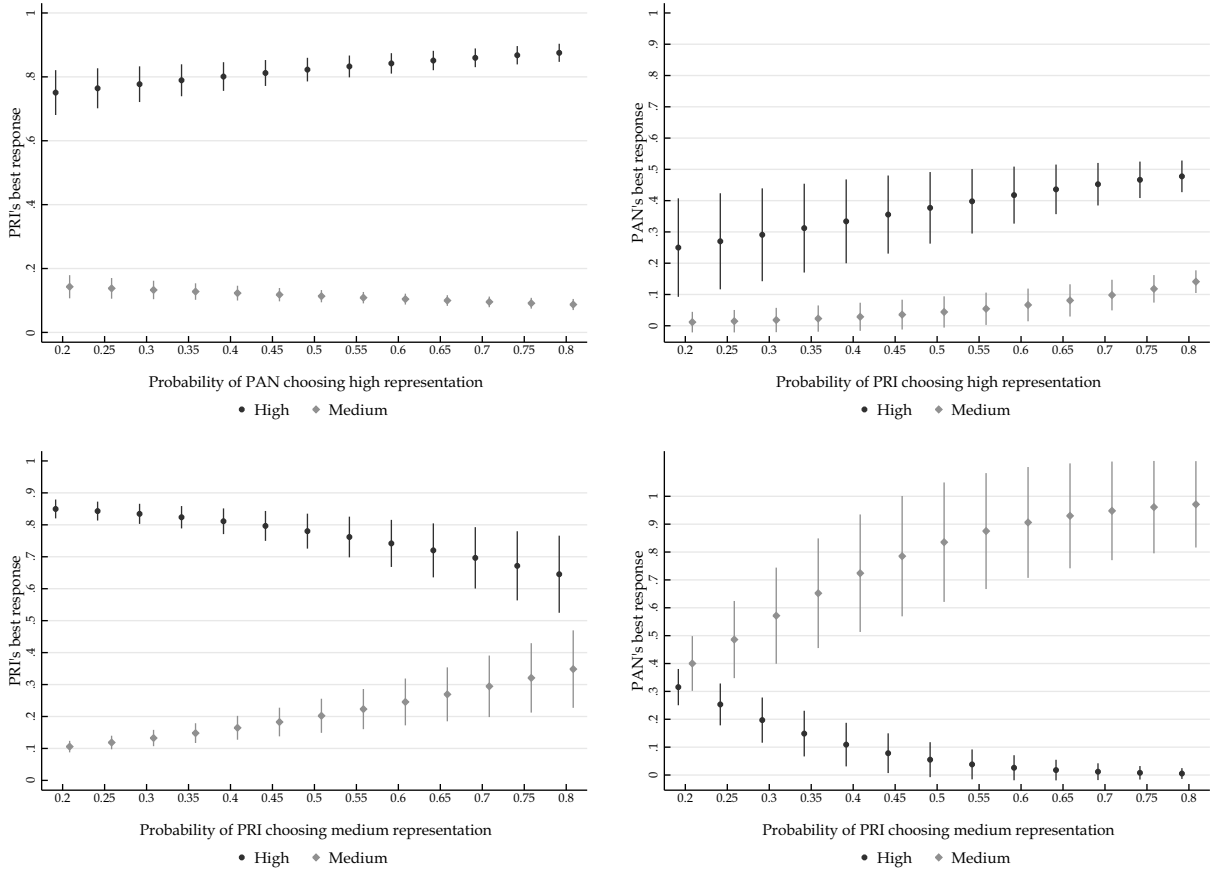 PRI's best response
0 .2 .4 .6 .8 1
0.2 0.25 0.3 0.35 0.4 0.45 0.5 0.55 0.6 0.65 0.7 0.75 0.8
Probability of PAN choosing high representation
High Medium
PAN's best response
0 .1 .2 .3 .4 .5 .6 .7 .8 .9 1
0.2 0.25 0.3 0.35 0.4 0.45 0.5 0.55 0.6 0.65 0.7 0.75 0.8
Probability of PRI choosing high representation
High Medium
PRI's best response
0 .1 .2 .3 .4 .5 .6 .7 .8 .9 1
0.2 0.25 0.3 0.35 0.4 0.45 0.5 0.55 0.6 0.65 0.7 0.75 0.8
Probability of PRI choosing medium representation
High Medium
PAN's best response
0 .1 .2 .3 .4 .5 .6 .7 .8 .9 1
0.2 0.25 0.3 0.35 0.4 0.45 0.5 0.55 0.6 0.65 0.7 0.75 0.8
Probability of PRI choosing medium representation
High Medium